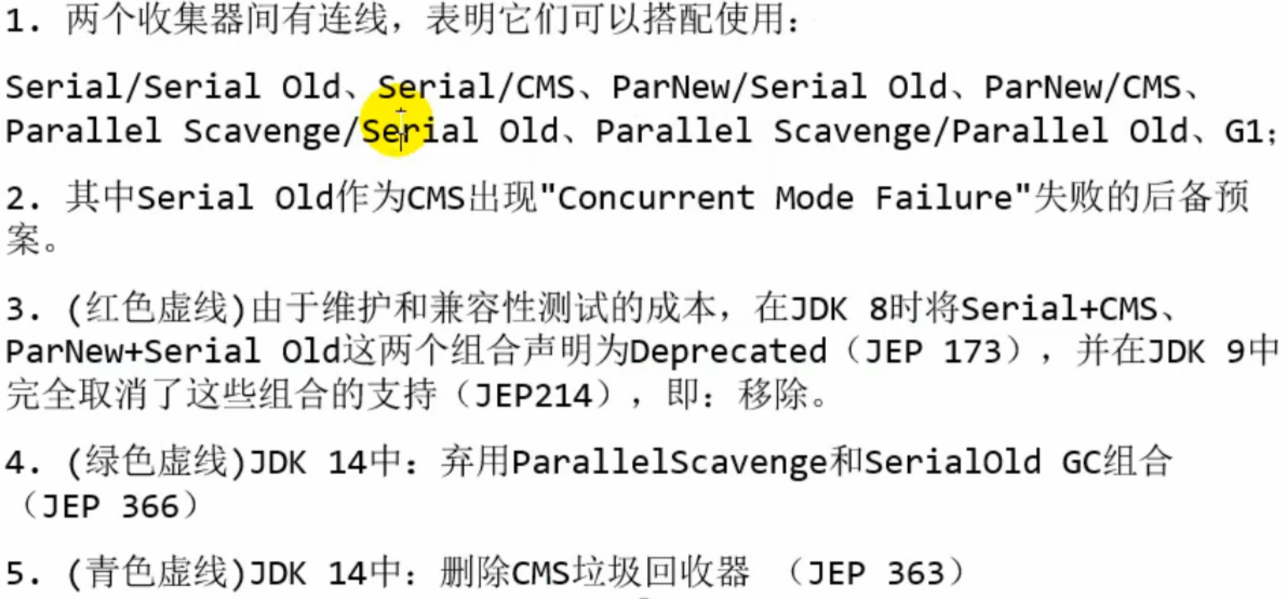 1. 两个收集器间有连线，表明它们可以搭配使用：
Serial/Serial Old、Serial/CMS、ParNew/Serial Old、ParNew/CMS、
Parallel Scavenge/Serial Old、Parallel Scavenge/Parallel Old、G1；
2. 其中Serial Old作为CMS出现"Concurrent Mode Failure"失败的后备预
案。
3. (红色虚线)由于维护和兼容性测试的成本，在JDK 8时将Serial+CMS、
ParNew+Serial Old这两个组合声明为Deprecated（JEP 173），并在JDK 9中
完全取消了这些组合的支持（JEP214），即：移除。
4. (绿色虚线)JDK 14中：弃用ParallelScavenge和SerialOld GC组合
（JEP 366）
5. (青色虚线)JDK 14中：删除CMS垃圾回收器 （JEP 363）